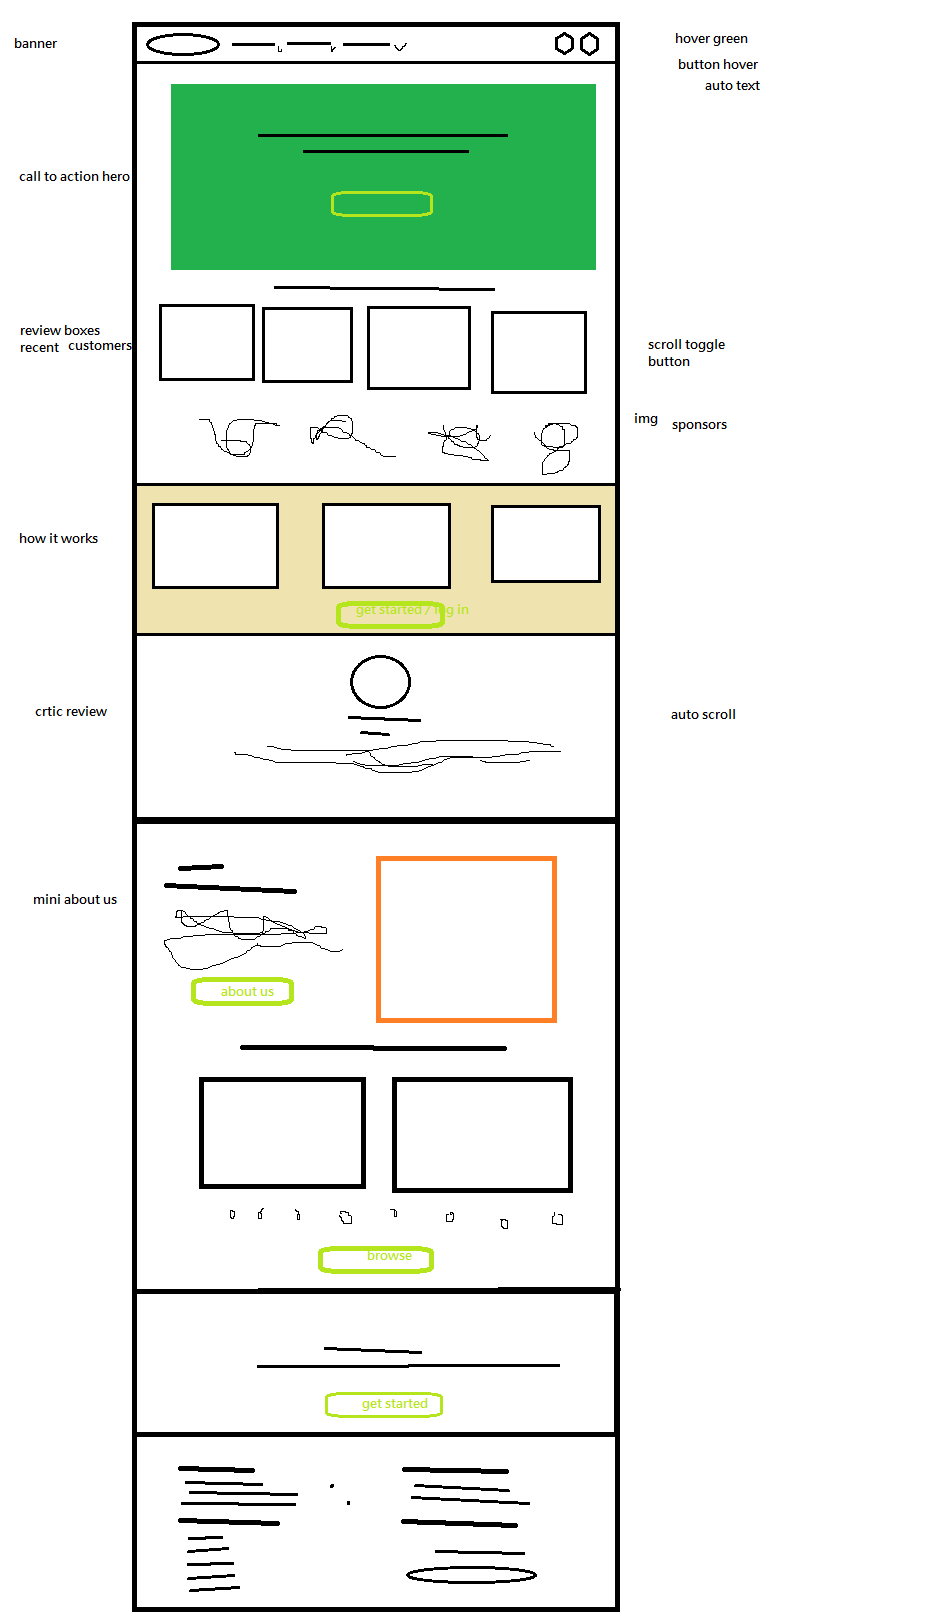 banner
hover green
button hover
auto text
call to action hero
review boxes
recent customers
scroll toggle
button
img sponsors
how it works
get started / log in
crtic review
auto scroll
mini about us
about us
browse
get started